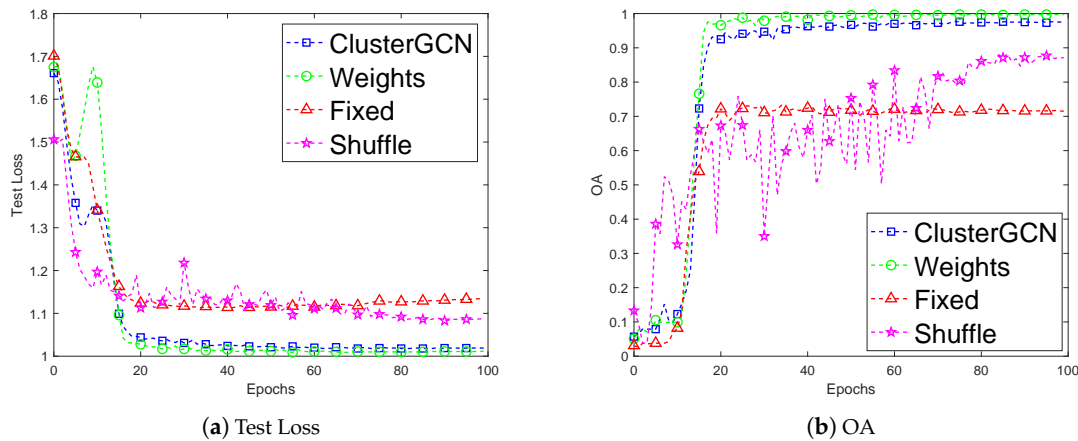 1.8
1.7
1.6
1.5
1.4
1.3
1.2
1.1
1
Test Loss
ClusterGCN
Weights
Fixed
Shuffle
0 20 40 60 80 100
Epochs
(a) Test Loss
1
0.9
0.8
0.7
0.6
0.5
0.4
0.3
0.2
0.1
0
OA
ClusterGCN
Weights
Fixed
Shuffle
0 20 40 60 80 100
Epochs
(b) OA